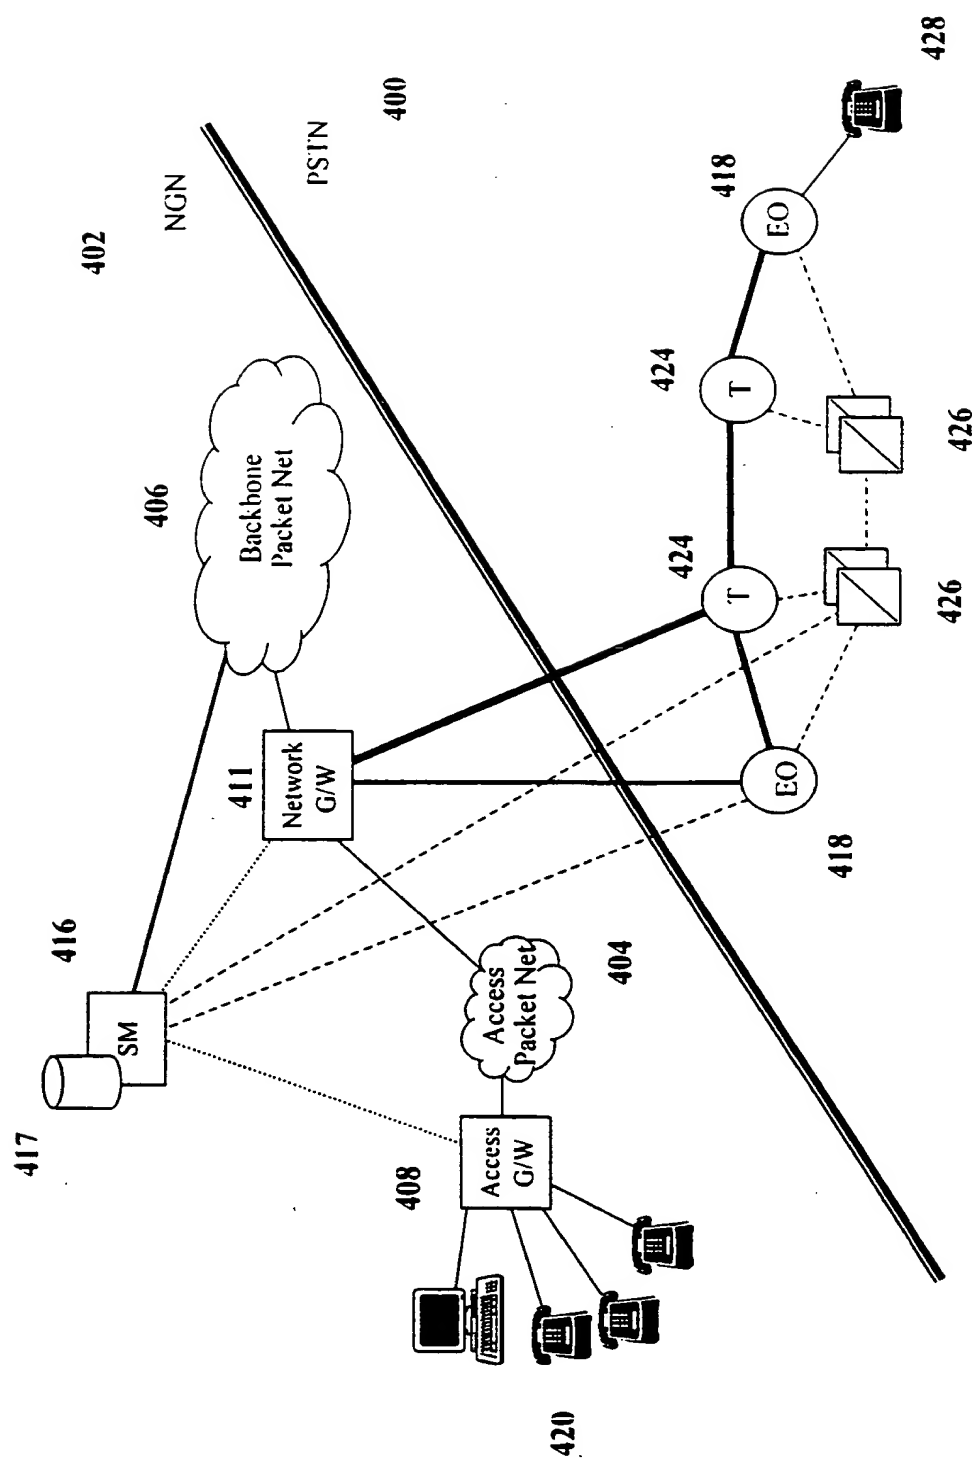 417
416
402
SM
406
NGN
411
Backbone
Packet Net
Network
G/W
PSTN
400
408
Access
G/W
Access
Packet Net
420
404
424
424
418
T
T
EO
EO
418
428
426
426